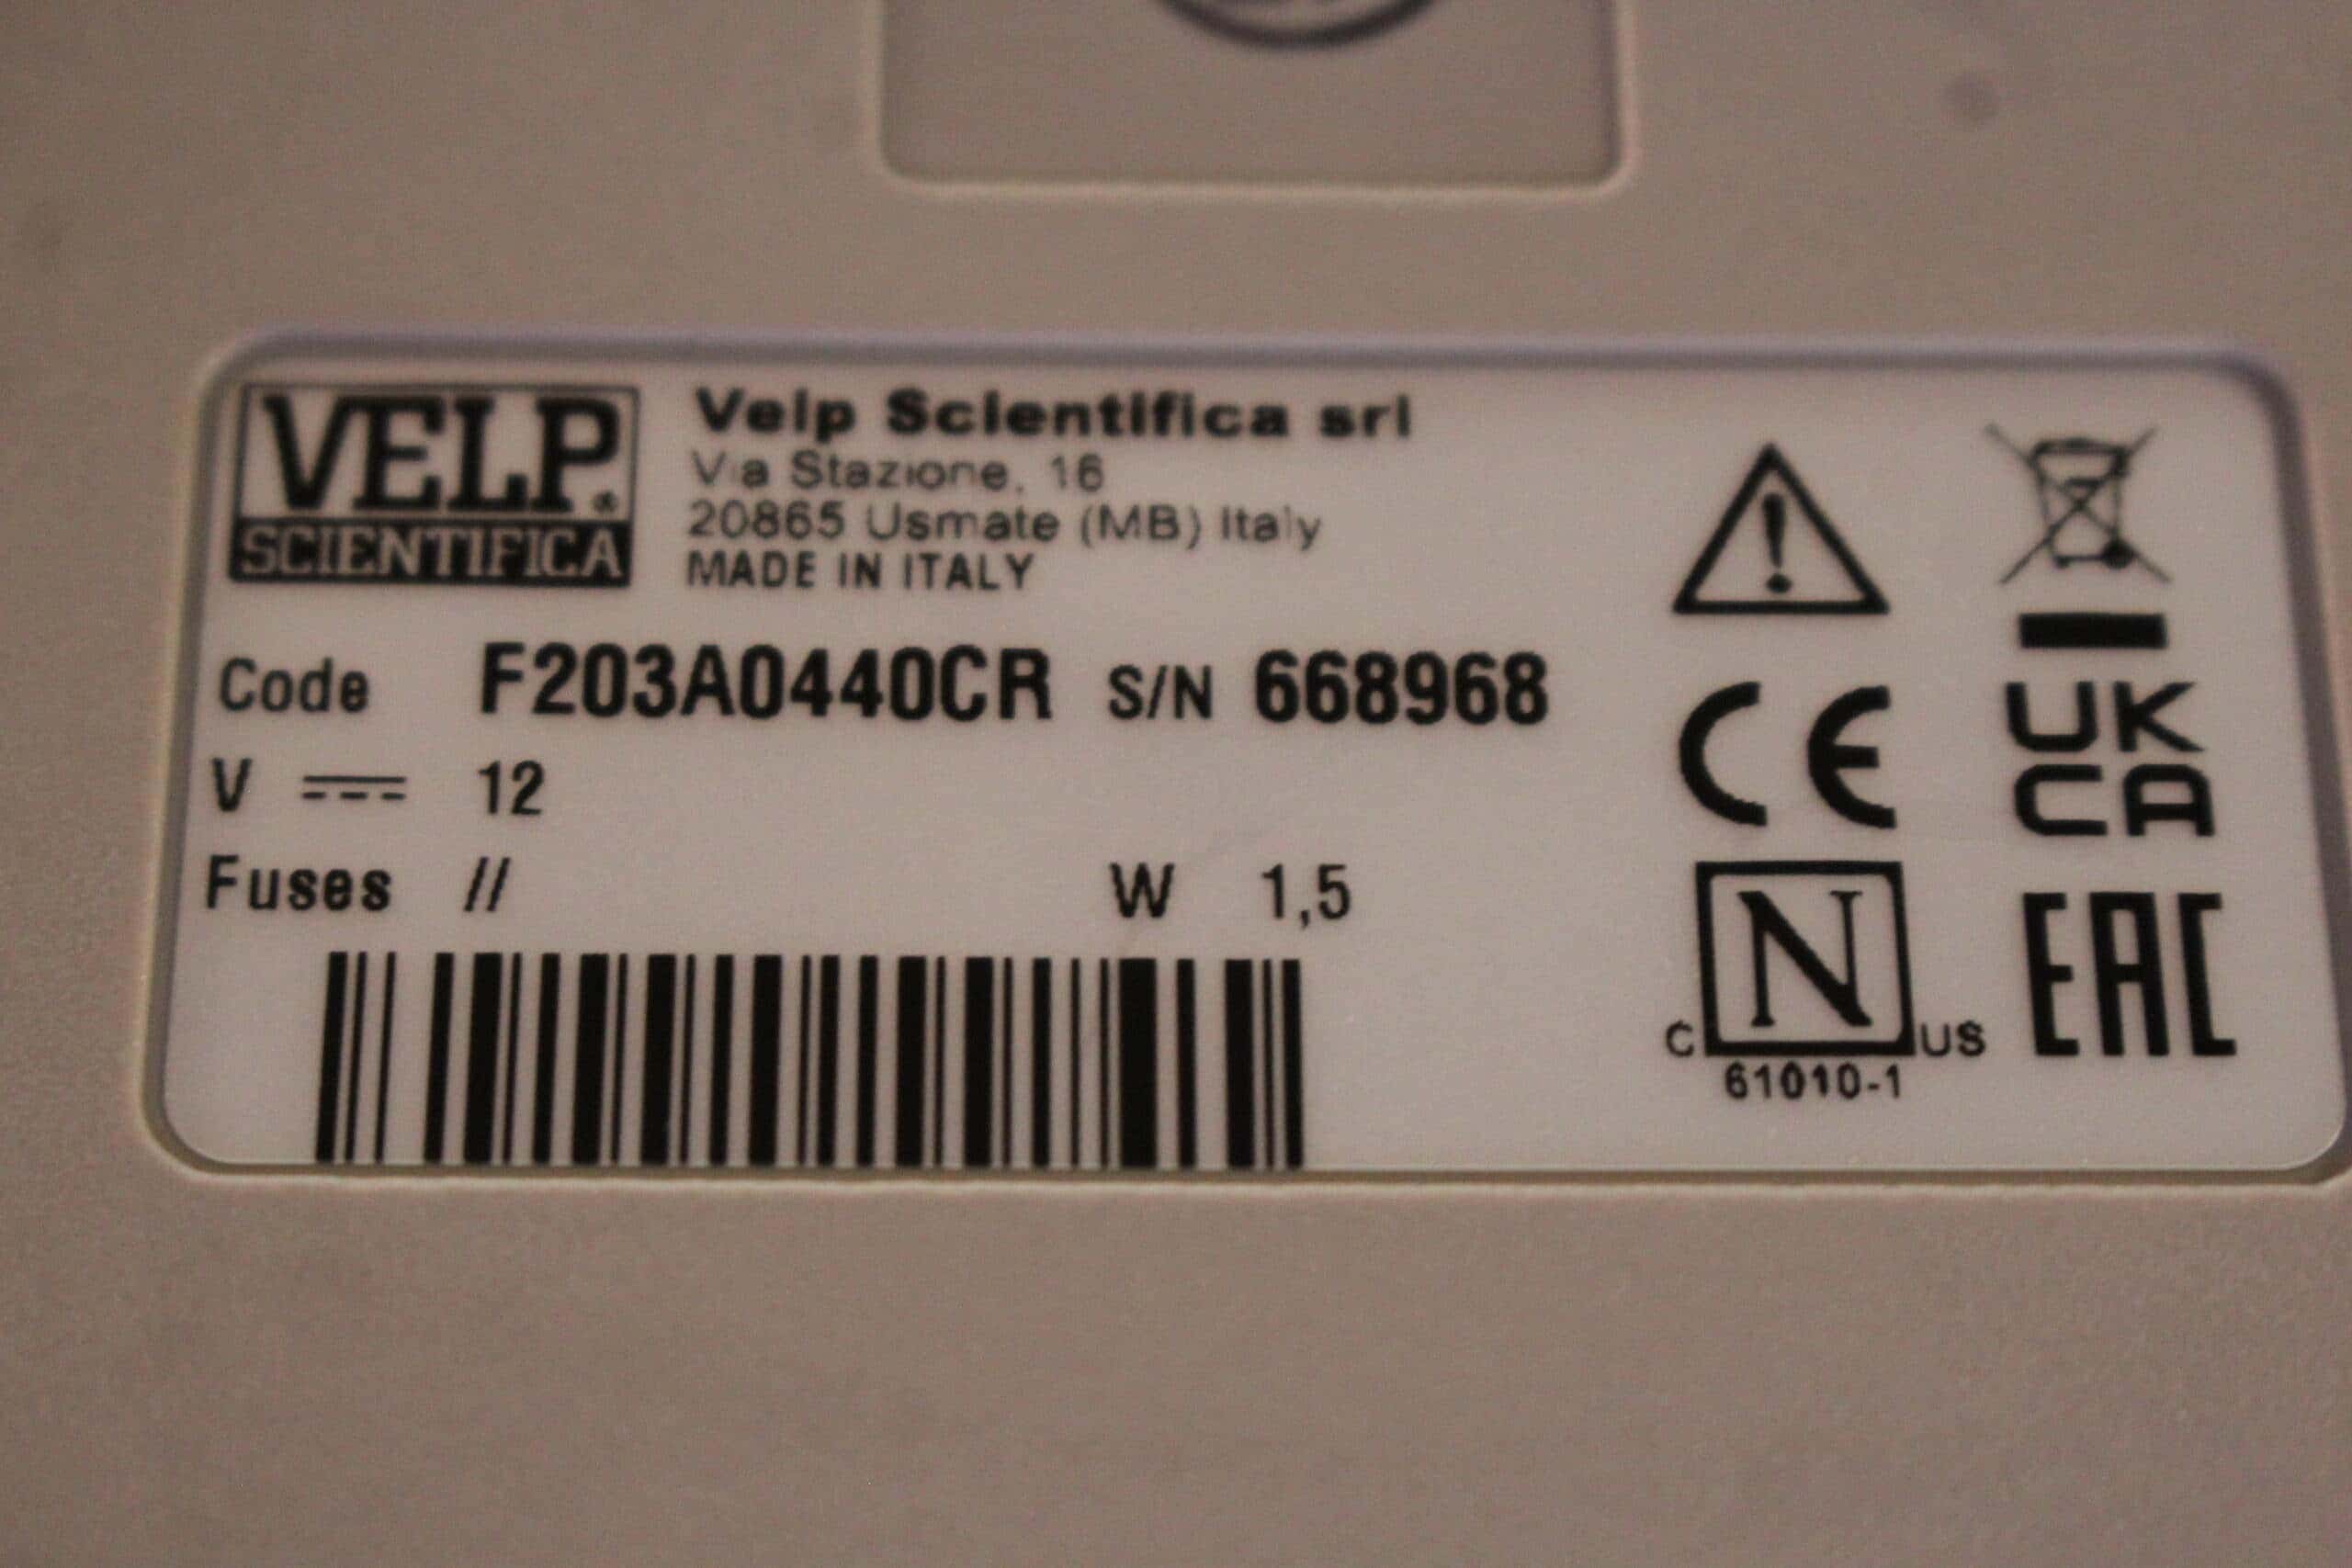 VELP®
SCIENTIFICA
Velp Scientifica srl
Via Stazione, 16
20865 Usmate (MB) Italy
MADE IN ITALY
Code F203A0440CR S/N 668968
V 12
Fuses // W 1,5
CE
UK
CA
N
C US
61010-1
EAC